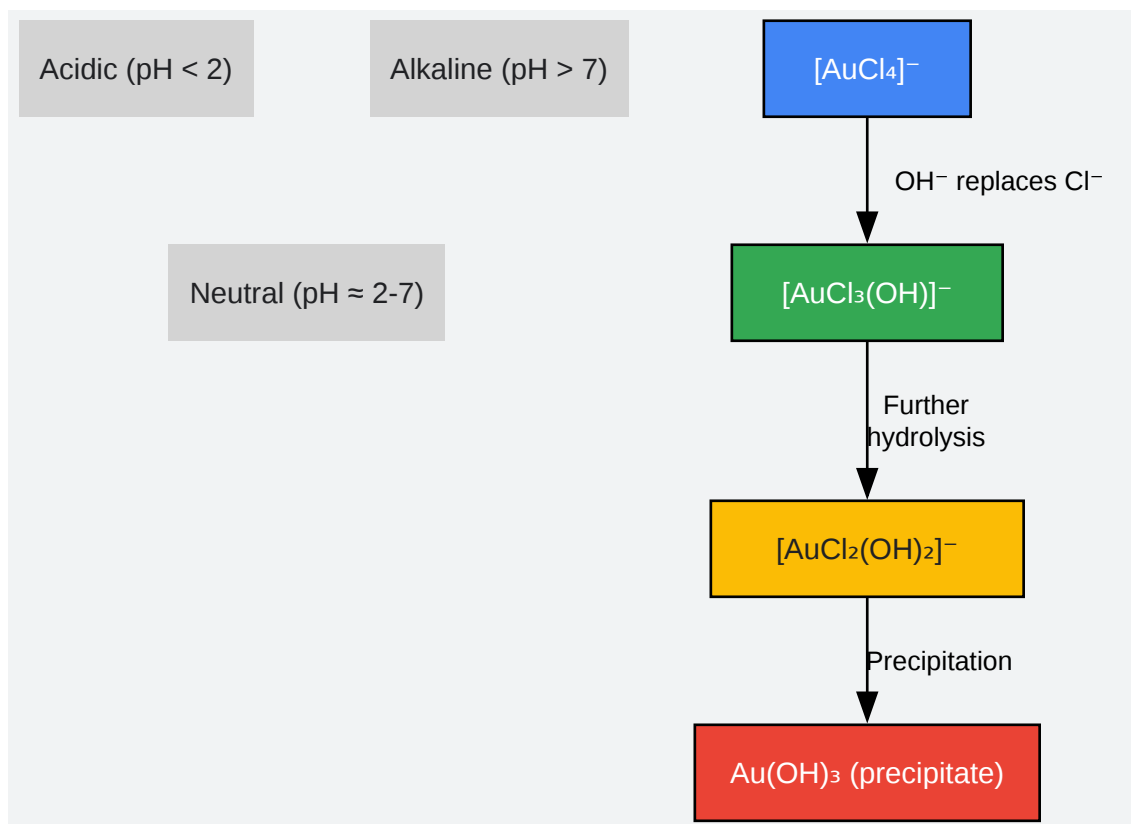 Acidic (pH < 2)
Alkaline (pH > 7)
[AuCl₄]⁻
OH⁻ replaces Cl⁻
Neutral (pH ≈ 2-7)
[AuCl₃(OH)]⁻
Further
hydrolysis
[AuCl₂(OH)₂]⁻
Precipitation
Au(OH)₃ (precipitate)